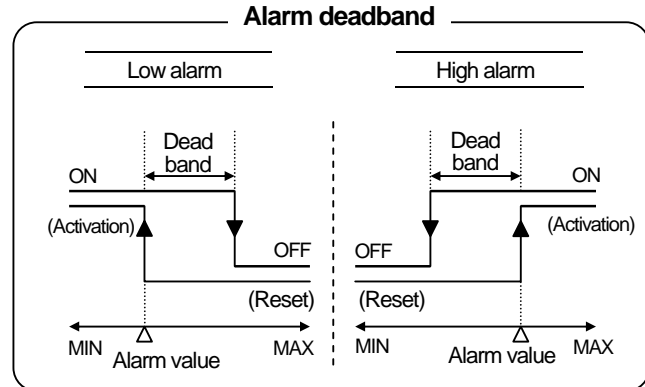 Alarm deadband
Low alarm
Dead
band
ON
(Activation)
OFF
(Reset)
MIN
Alarm value
MAX
High alarm
Dead
band
ON
(Activation)
OFF
(Reset)
MIN
Alarm value
MAX